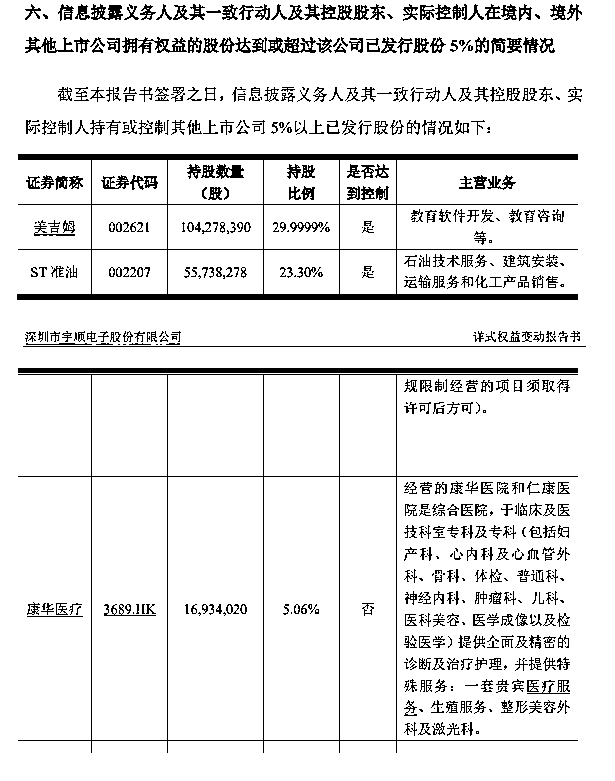 六、信息披露义务人及其一致行动人及其控股股东、实际控制人在境内、境外
其他上市公司拥有权益的股份达到或超过该公司已发行股份 5%的简要情况
截至本报告书签署之日，信息披露义务人及其一致行动人及其控股股东、实
际控制人持有或控制其他上市公司 5%以上已发行股份的情况如下：
证券简称 证券代码 持股数量（股） 持股比例 是否达到控制 主营业务
美吉姆 002621 104,278,390 29.9999% 是 教育软件开发、教育咨询
等。
ST 准油 002207 55,738,278 23.30% 是 石油技术服务、建筑安装、
运输服务和化工产品销售。
深圳市宇顺电子股份有限公司 详式权益变动报告书
规限制经营的项目须取得
许可后方可）。
康华医疗 3689.HK 16,934,020 5.06% 否
经营的康华医院和仁康医
院是综合医院，于临床及医
技科室专科及专科（包括妇
产科、心内科及心血管外
科、骨科、体检、普通科、
神经内科、肿瘤科、儿科、
医科美容、医学成像以及检
验医学）提供全面及精密的
诊断及治疗护理，并提供特
殊服务：一套贵宾医疗服
务、生殖服务、整形美容外
科及激光科。